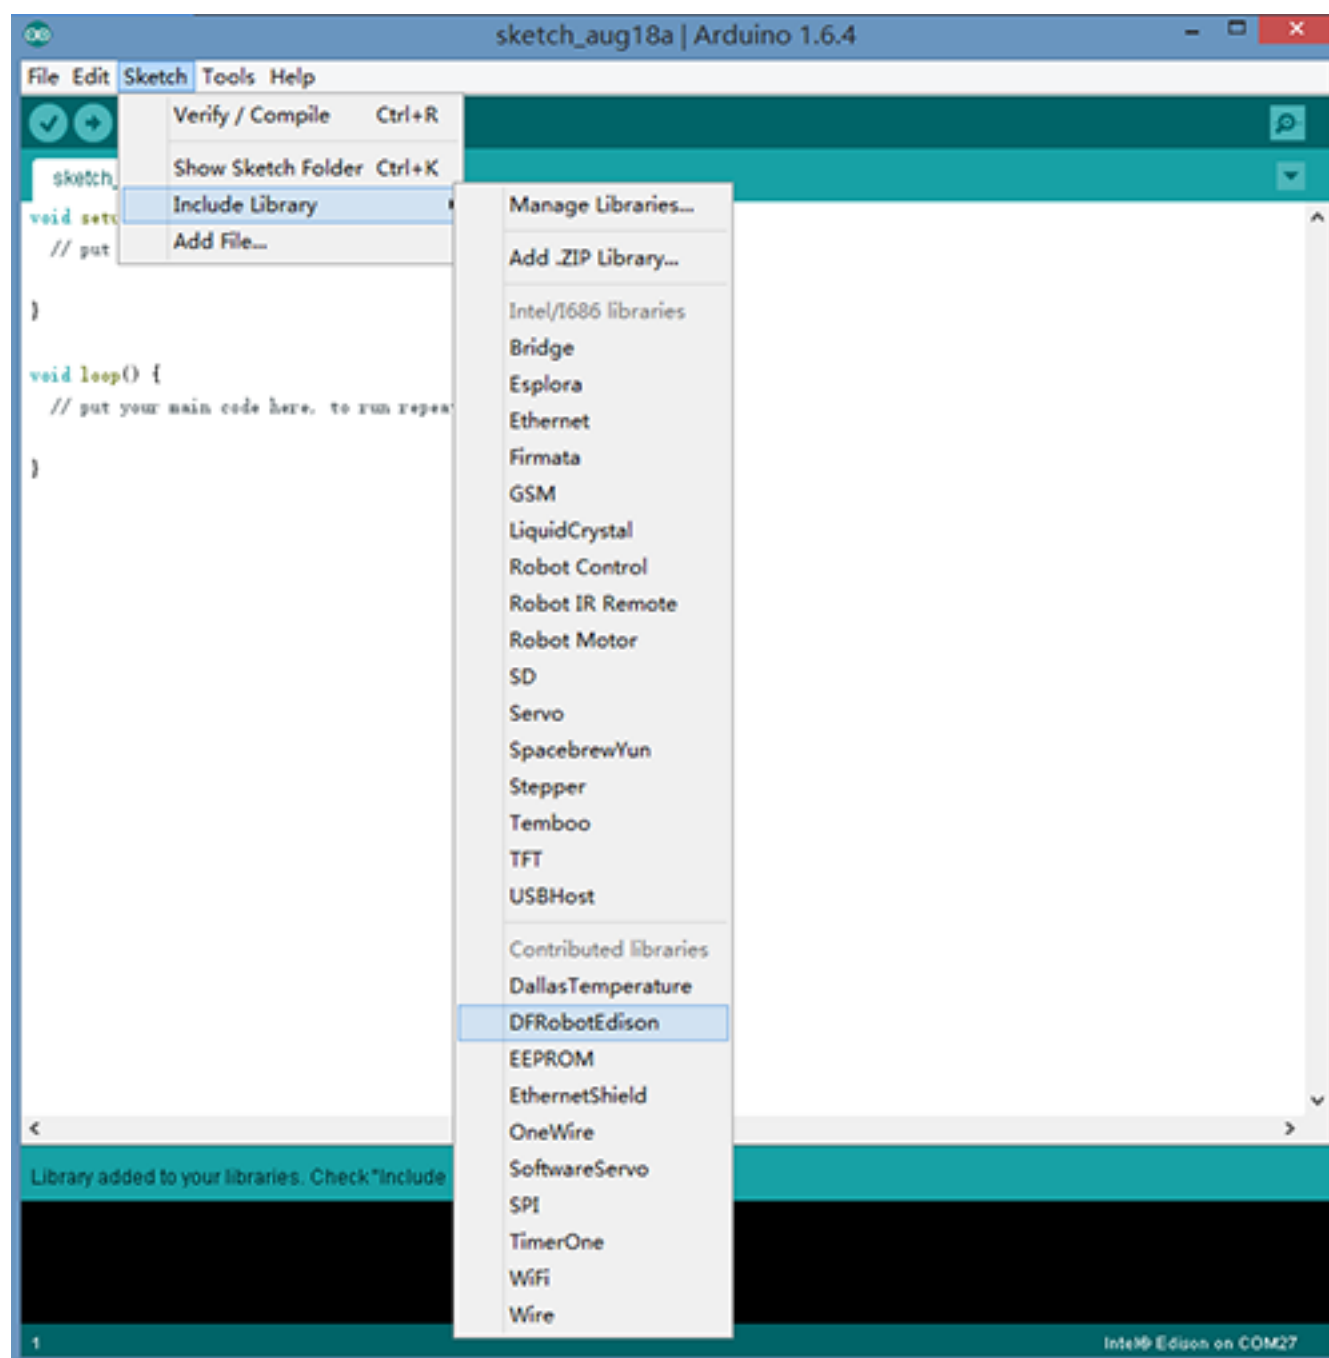 sketch_aug18a | Arduino 1.6.4
File Edit Sketch Tools Help
Verify / Compile Ctrl+R
Show Sketch Folder Ctrl+K
Include Library
Add File...
sketch_
void setu
// put
}
void loop() {
// put your main code here, to run repea
}
Manage Libraries...
Add .ZIP Library...
Intel/I686 libraries
Bridge
Esplora
Ethernet
Firmata
GSM
LiquidCrystal
Robot Control
Robot IR Remote
Robot Motor
SD
Servo
SpacebrewYun
Stepper
Temboo
TFT
USBHost
Contributed libraries
DallasTemperature
DFRobotEdison
EEPROM
EthernetShield
OneWire
SoftwareServo
SPI
TimerOne
WiFi
Wire
Library added to your libraries. Check "Include
1
Intel® Edison on COM27